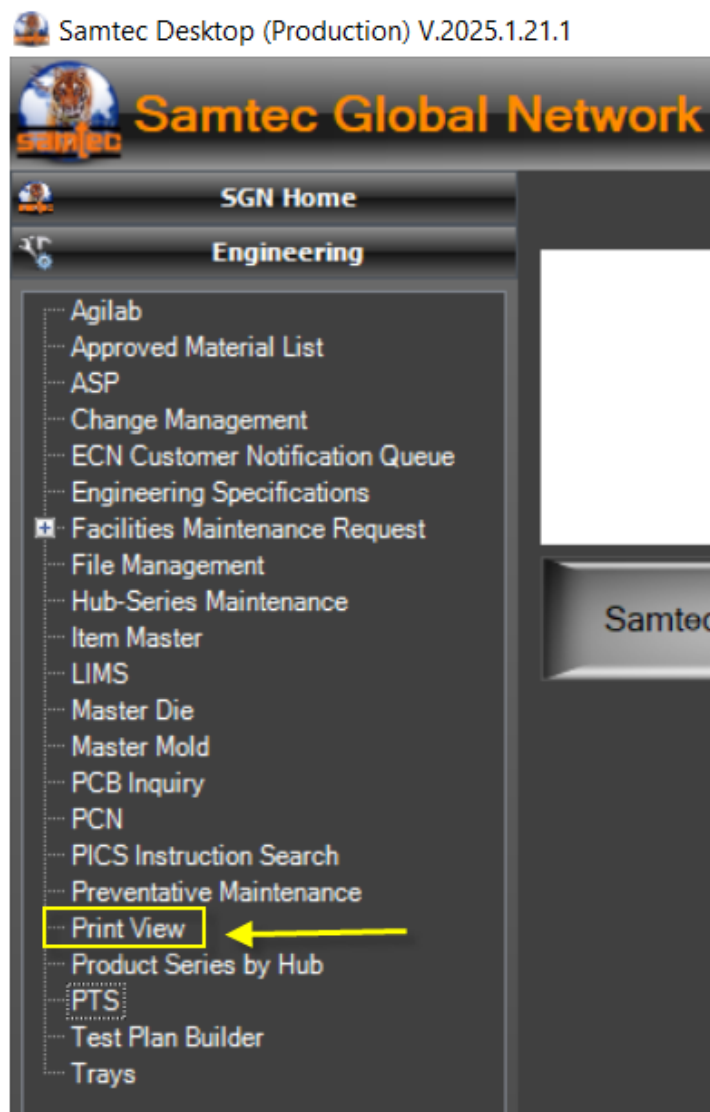 Samtec Desktop (Production) V.2025.1.21.1
samtec
Samtec Global Network
SGN Home
Engineering
Agilab
Approved Material List
ASP
Change Management
ECN Customer Notification Queue
Engineering Specifications
Facilities Maintenance Request
File Management
Hub-Series Maintenance
Item Master
LIMS
Master Die
Master Mold
PCB Inquiry
PCN
PICS Instruction Search
Preventative Maintenance
Print View
Product Series by Hub
PTS
Test Plan Builder
Trays
Samtec